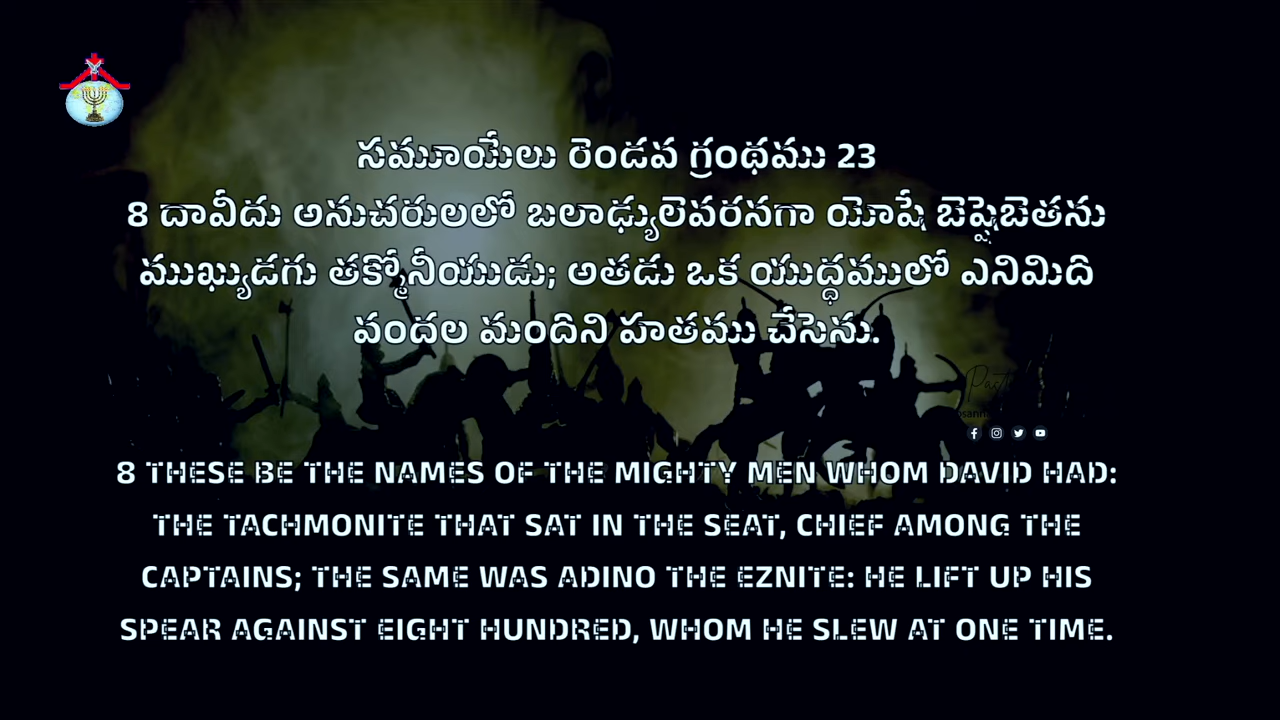 సమూయేలు రెండవ గ్రంథము 23
8 దావీదు అనుచరులలో బలాఢ్యులెవరనగా యోషే బెష్షెబెతను
ముఖ్యుడగు తక్మోనీయుడు; అతడు ఒక యుద్ధములో ఎనిమిది
వందల మందిని హతము చేసెను.
8 THESE BE THE NAMES OF THE MIGHTY MEN WHOM DAVID HAD:
THE TACHMONITE THAT SAT IN THE SEAT, CHIEF AMONG THE
CAPTAINS; THE SAME WAS ADINO THE EZNITE: HE LIFT UP HIS
SPEAR AGAINST EIGHT HUNDRED, WHOM HE SLEW AT ONE TIME.